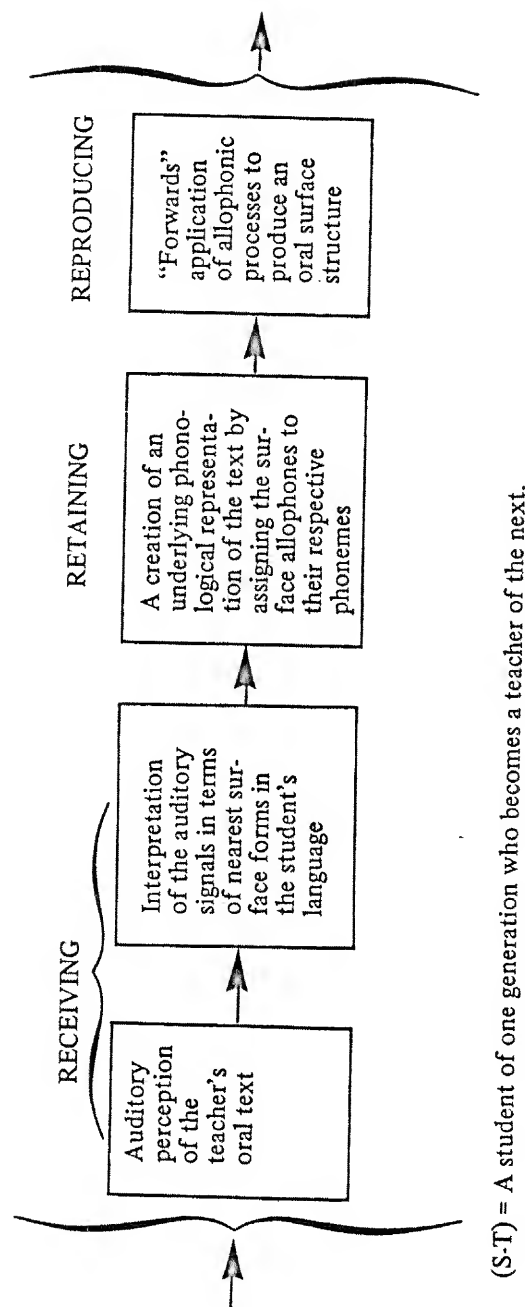 RECEIVING
Auditory
perception
of the
teacher's
oral text
Interpretation
of the auditory
signals in terms
of nearest sur-
face forms in
the student's
language
RETAINING
A creation of an
underlying phono-
logical representa-
tion of the text by
assigning the sur-
face allophones to
their respective
phonemes
REPRODUCING
“Forwards”
application
of allophonic
processes to
produce an
oral surface
structure
(S-T) = A student of one generation who becomes a teacher of the next.